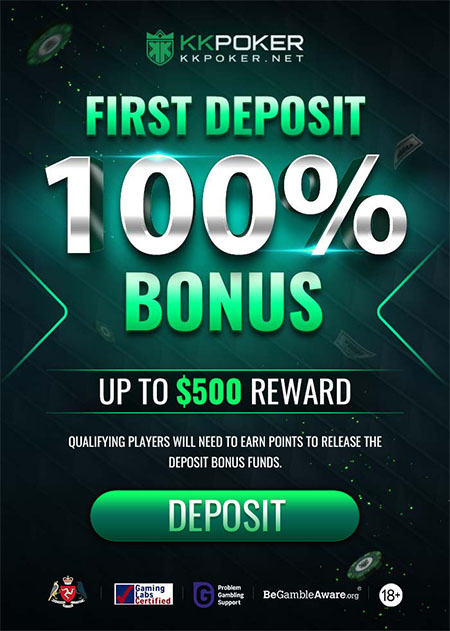 KKPOKER
KKPOKER.NET
FIRST DEPOSIT
100%
BONUS
UP TO $500 REWARD
QUALIFYING PLAYERS WILL NEED TO EARN POINTS TO RELEASE THE
DEPOSIT BONUS FUNDS.
DEPOSIT
Gaming
Labs
Certified
G
Problem
Gambling
Support
BeGambleAware.org®
18+